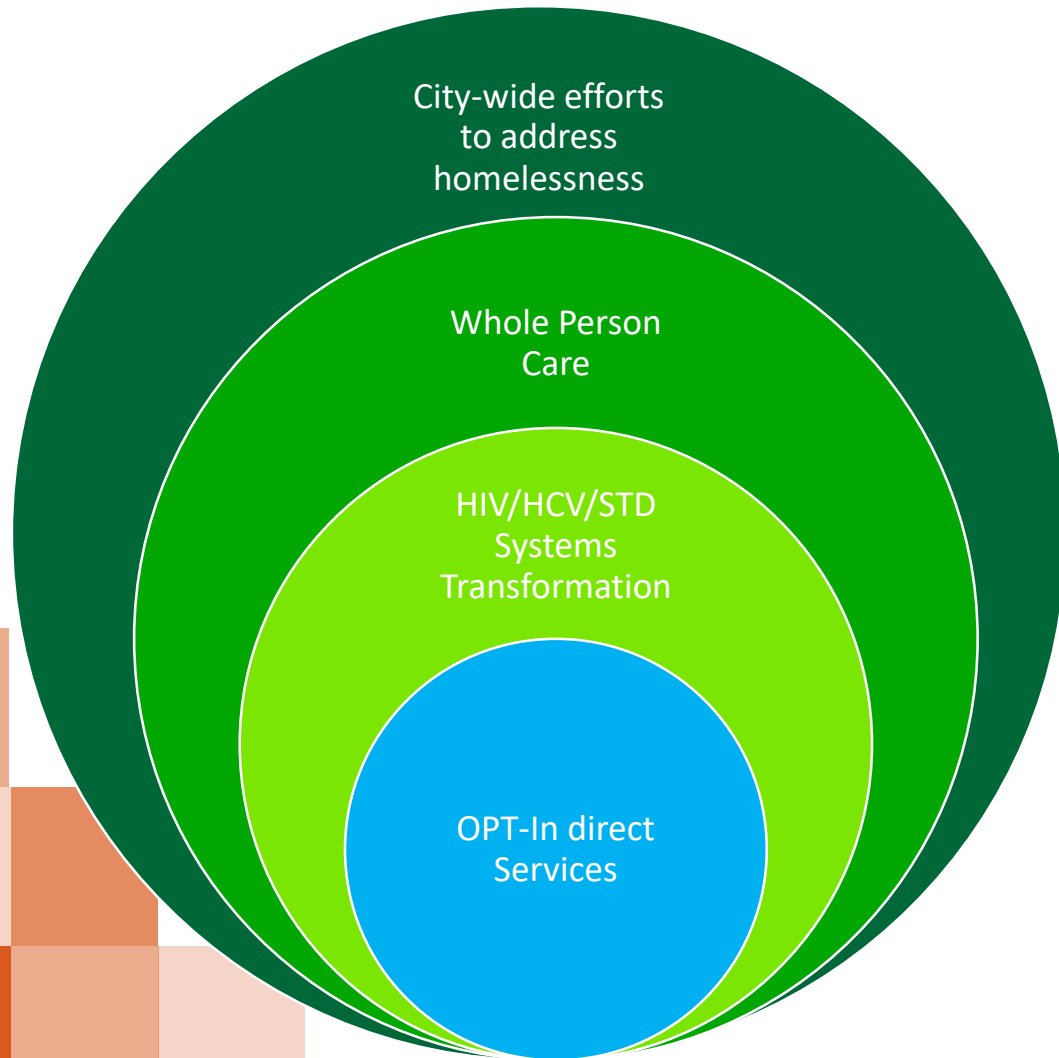 City-wide efforts
to address
homelessness
Whole Person
Care
HIV/HCV/STD
Systems
Transformation
OPT-In direct
Services